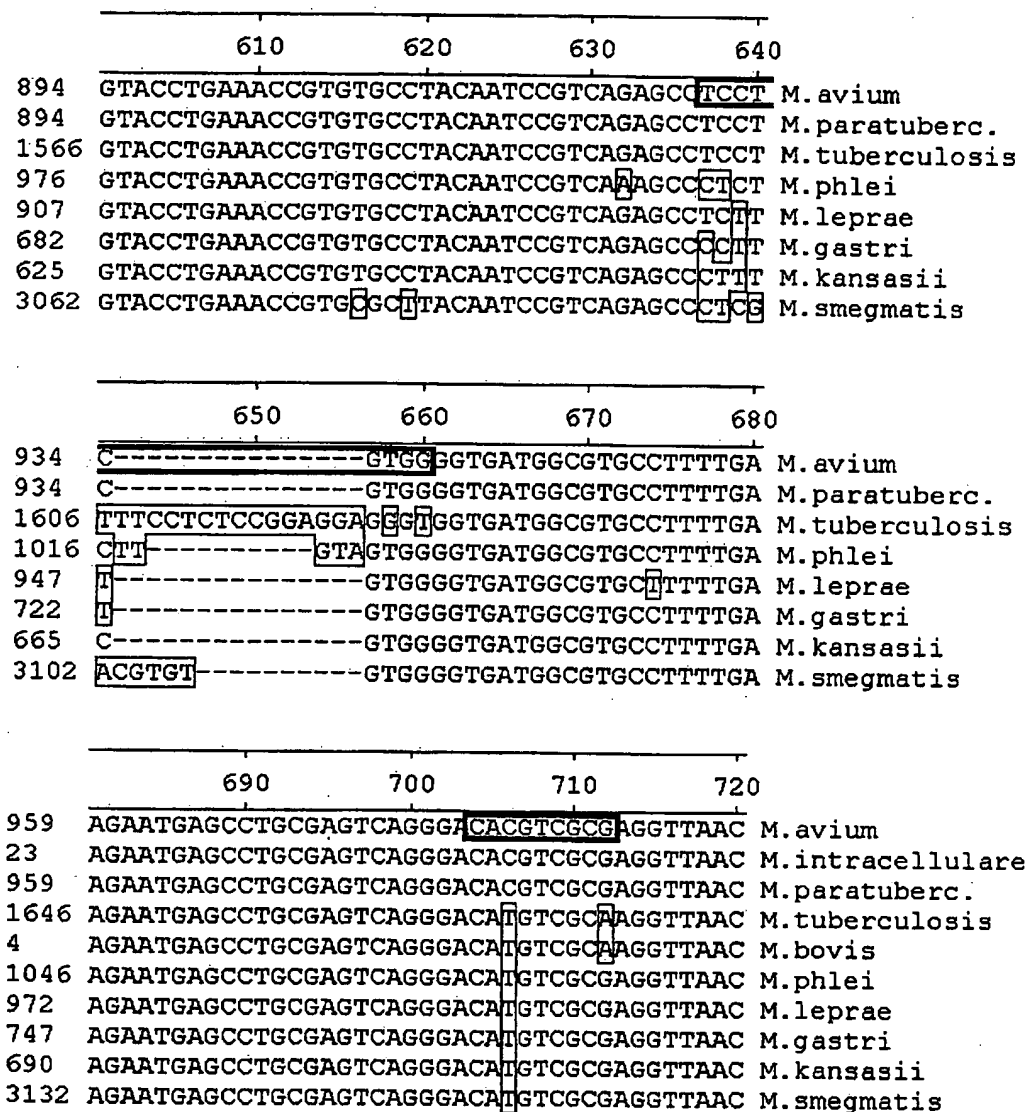 610 620 630 640
894 GTACCTGAAACCGTGTGCCTACAATCCGTCAGAGCCTCCT M.avium
894 GTACCTGAAACCGTGTGCCTACAATCCGTCAGAGCCTCCT M.paratuberc.
1566 GTACCTGAAACCGTGTGCCTACAATCCGTCAGAGCCTCCT M.tuberculosis
976 GTACCTGAAACCGTGTGCCTACAATCCGTCAAAGCCCTCT M.phlei
907 GTACCTGAAACCGTGTGCCTACAATCCGTCAGAGCCTCTT M.leprae
682 GTACCTGAAACCGTGTGCCTACAATCCGTCAGAGCCCCTT M.gastri
625 GTACCTGAAACCGTGTGCCTACAATCCGTCAGAGCCCTTT M.kansasii
3062 GTACCTGAAACCGTGCGCTTACAATCCGTCAGAGCCCTCG M.smegmatis
650 660 670 680
934 C---------------GTGGGGTGATGGCGTGCCTTTTGA M.avium
934 C---------------GTGGGGTGATGGCGTGCCTTTTGA M.paratuberc.
1606 TTTCCTCTCCGGAGGAGGGTGGTGATGGCGTGCCTTTTGA M.tuberculosis
1016 CTT----------GTAGTGGGGTGATGGCGTGCCTTTTGA M.phlei
947 T---------------GTGGGGTGATGGCGTGCTTTTTGA M.leprae
722 T---------------GTGGGGTGATGGCGTGCCTTTTGA M.gastri
665 C---------------GTGGGGTGATGGCGTGCCTTTTGA M.kansasii
3102 ACGTGT----------GTGGGGTGATGGCGTGCCTTTTGA M.smegmatis
690 700 710 720
959 AGAATGAGCCTGCGAGTCAGGGACACGTCGCGAGGTTAAC M.avium
23 AGAATGAGCCTGCGAGTCAGGGACACGTCGCGAGGTTAAC M.intracellulare
959 AGAATGAGCCTGCGAGTCAGGGACACGTCGCGAGGTTAAC M.paratuberc.
1646 AGAATGAGCCTGCGAGTCAGGGACATGTCGCAAGGTTAAC M.tuberculosis
4 AGAATGAGCCTGCGAGTCAGGGACATGTCGCAAGGTTAAC M.bovis
1046 AGAATGAGCCTGCGAGTCAGGGACATGTCGCGAGGTTAAC M.phlei
972 AGAATGAGCCTGCGAGTCAGGGACATGTCGCGAGGTTAAC M.leprae
747 AGAATGAGCCTGCGAGTCAGGGACATGTCGCGAGGTTAAC M.gastri
690 AGAATGAGCCTGCGAGTCAGGGACATGTCGCGAGGTTAAC M.kansasii
3132 AGAATGAGCCTGCGAGTCAGGGACATGTCGCGAGGTTAAC M.smegmatis